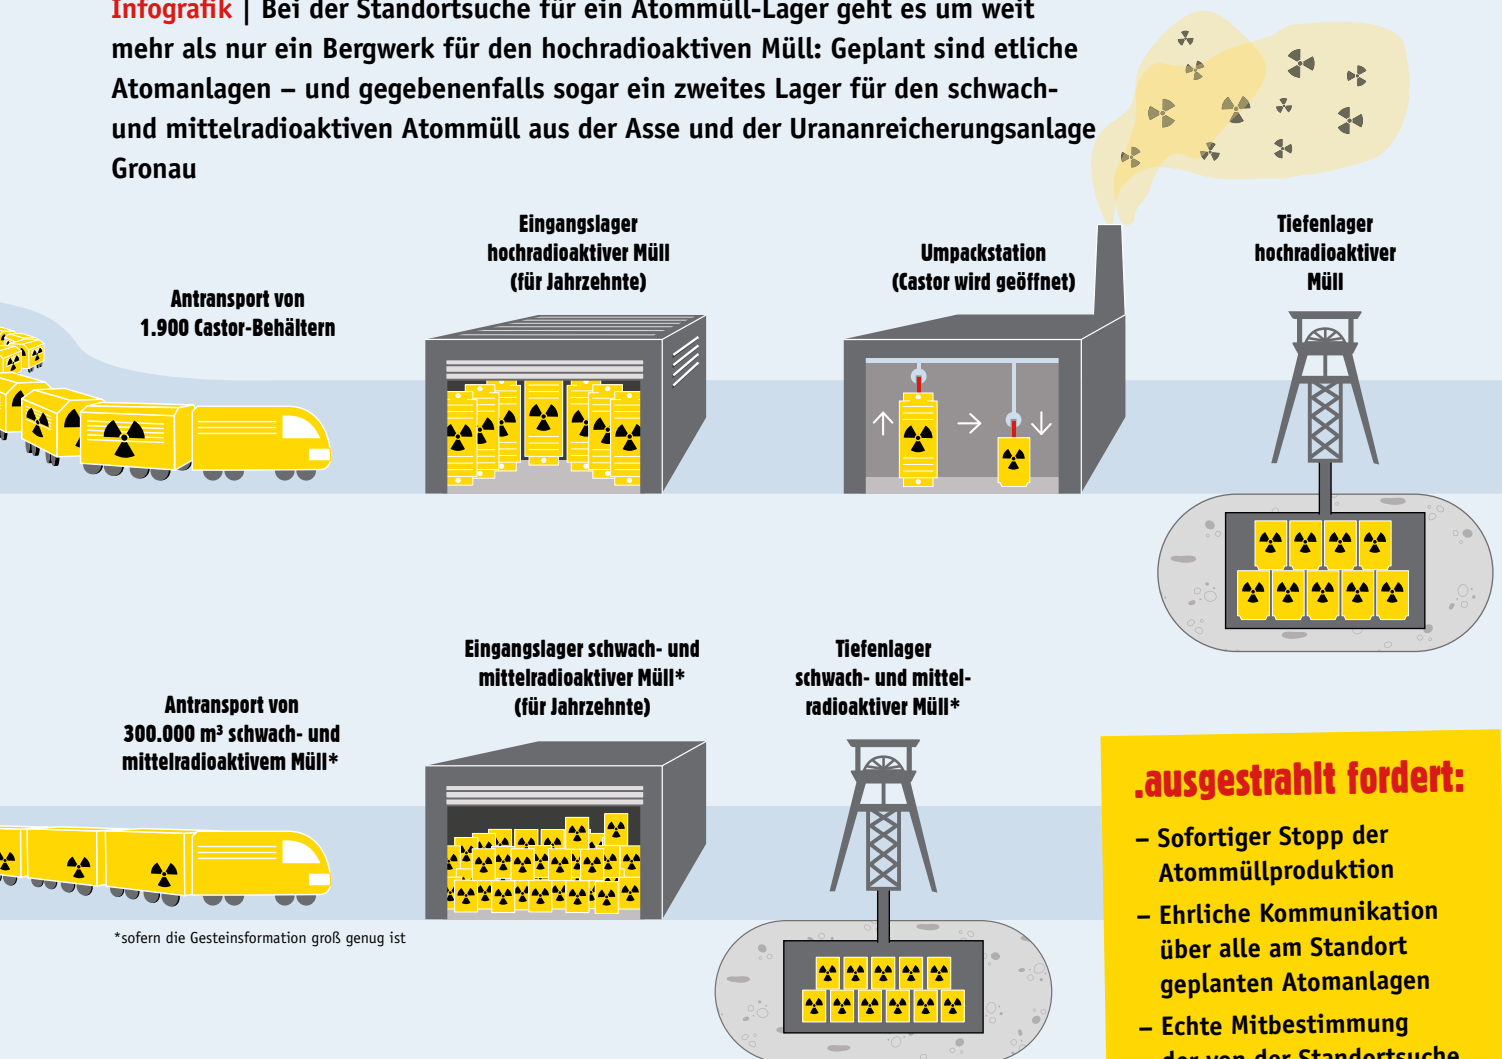 Infografik | Bei der Standortsuche für ein Atommüll-Lager geht es um weit
mehr als nur ein Bergwerk für den hochradioaktiven Müll: Geplant sind etliche
Atomanlagen – und gegebenenfalls sogar ein zweites Lager für den schwach-
und mittelradioaktiven Atommüll aus der Asse und der Urananreicherungsanlage
Gronau
Antransport von
1.900 Castor-Behältern
Eingangslager
hochradioaktiver Müll
(für Jahrzehnte)
Umpackstation
(Castor wird geöffnet)
Tiefenlager
hochradioaktiver
Müll
Antransport von
300.000 m³ schwach- und
mittelradioaktivem Müll*
Eingangslager schwach- und
mittelradioaktiver Müll*
(für Jahrzehnte)
Tiefenlager
schwach- und mittel-
radioaktiver Müll*
*sofern die Gesteinsformation groß genug ist
.ausgestrahlt fordert:
– Sofortiger Stopp der
Atommüllproduktion
– Ehrliche Kommunikation
über alle am Standort
geplanten Atomanlagen
– Echte Mitbestimmung
der von der Standortsuche